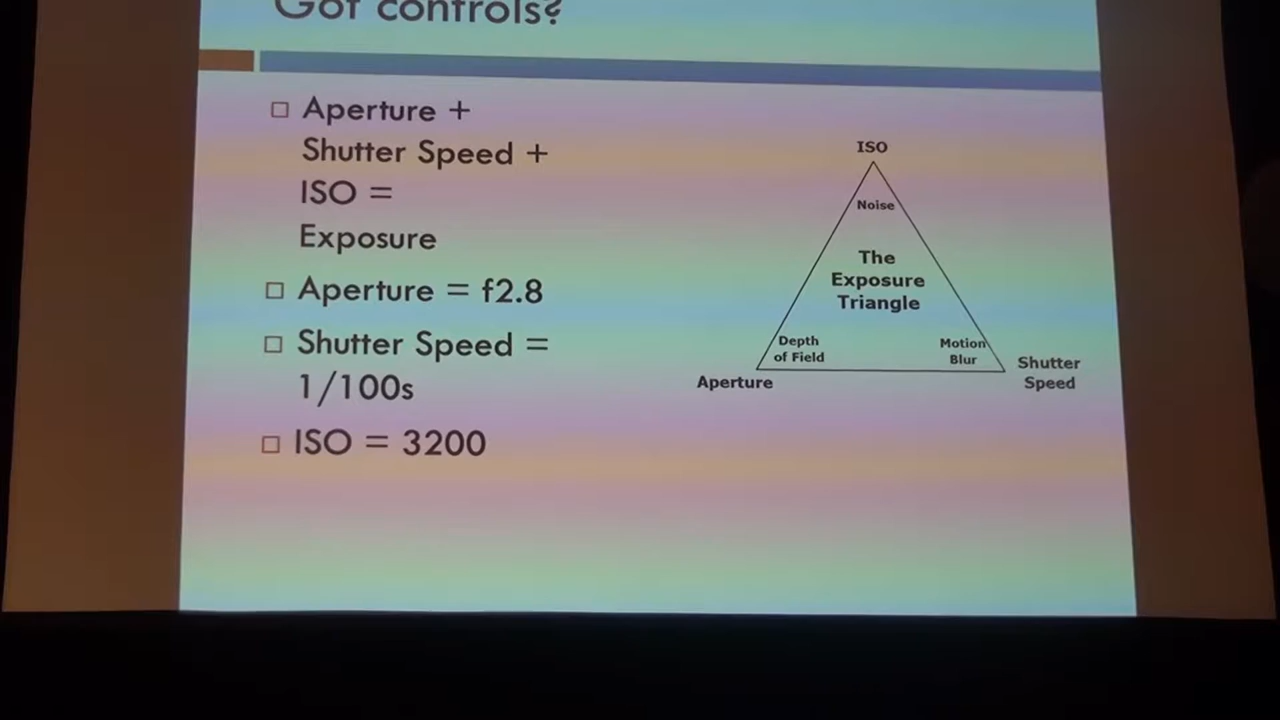 Got controls?
Aperture +
Shutter Speed +
ISO =
Exposure
Aperture = f2.8
Shutter Speed =
1/100s
ISO = 3200
ISO
Noise
The
Exposure
Triangle
Depth
of Field
Motion
Blur
Aperture
Shutter
Speed